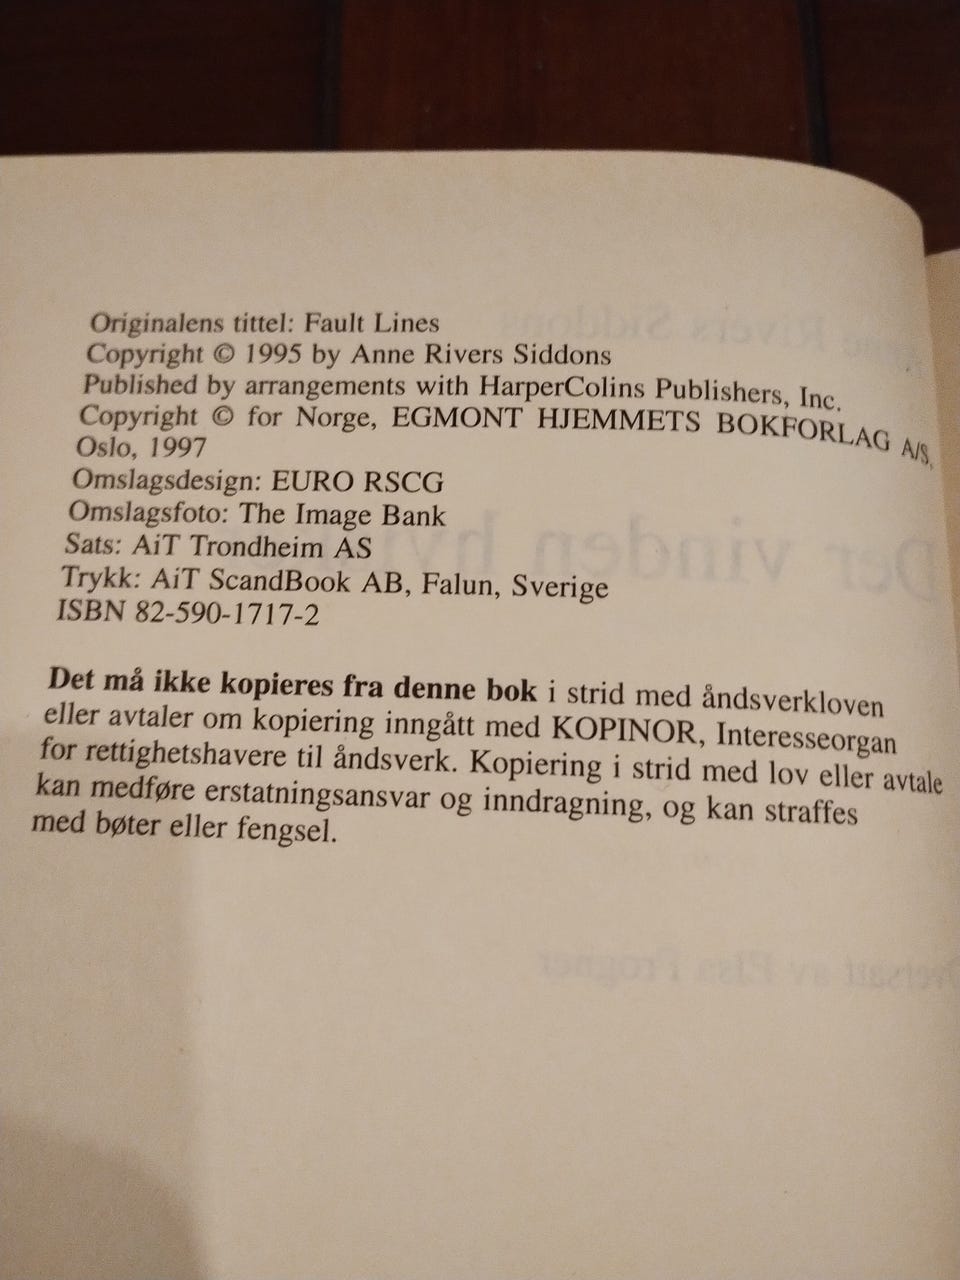 Originalens tittel: Fault Lines
Copyright © 1995 by Anne Rivers Siddons
Published by arrangements with HarperColins Publishers, Inc.
Copyright © for Norge, EGMONT HJEMMETS BOKFORLAG A/S,
Oslo, 1997
Omslagsdesign: EURO RSCG
Omslagsfoto: The Image Bank
Sats: AiT Trondheim AS
Trykk: AiT ScandBook AB, Falun, Sverige
ISBN 82-590-1717-2
Det må ikke kopieres fra denne bok i strid med åndsverkloven
eller avtaler om kopiering inngått med KOPINOR, Interesseorgan
for rettighetshavere til åndsverk. Kopiering i strid med lov eller avtale
kan medføre erstatningsansvar og inndragning, og kan straffes
med bøter eller fengsel.